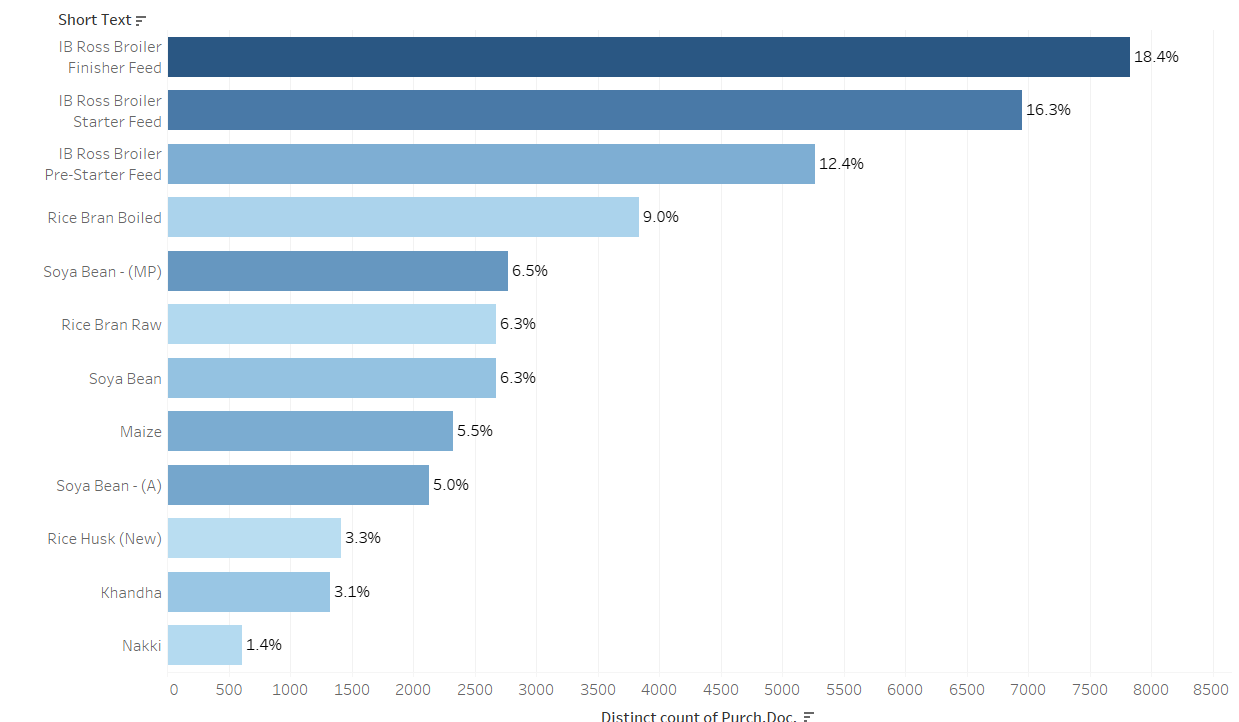 Short Text
IB Ross Broiler
Finisher Feed
18.4%
IB Ross Broiler
Starter Feed
16.3%
IB Ross Broiler
Pre-Starter Feed
12.4%
Rice Bran Boiled
9.0%
Soya Bean - (MP)
6.5%
Rice Bran Raw
6.3%
Soya Bean
6.3%
Maize
5.5%
Soya Bean - (A)
5.0%
Rice Husk (New)
3.3%
Khandha
3.1%
Nakki
1.4%
0 500 1000 1500 2000 2500 3000 3500 4000 4500 5000 5500 6000 6500 7000 7500 8000 8500
Distinct count of Purch.Doc.